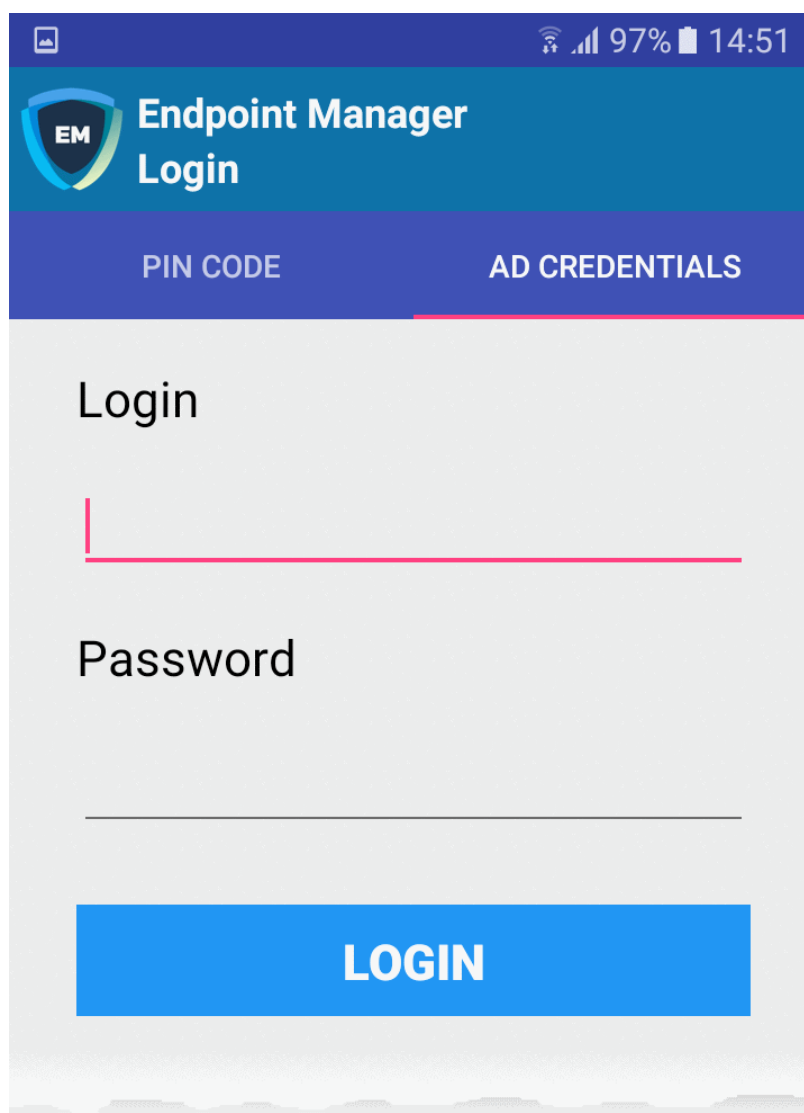 97% 14:51
EM
Endpoint Manager
Login
PIN CODE AD CREDENTIALS
Login
Password
LOGIN